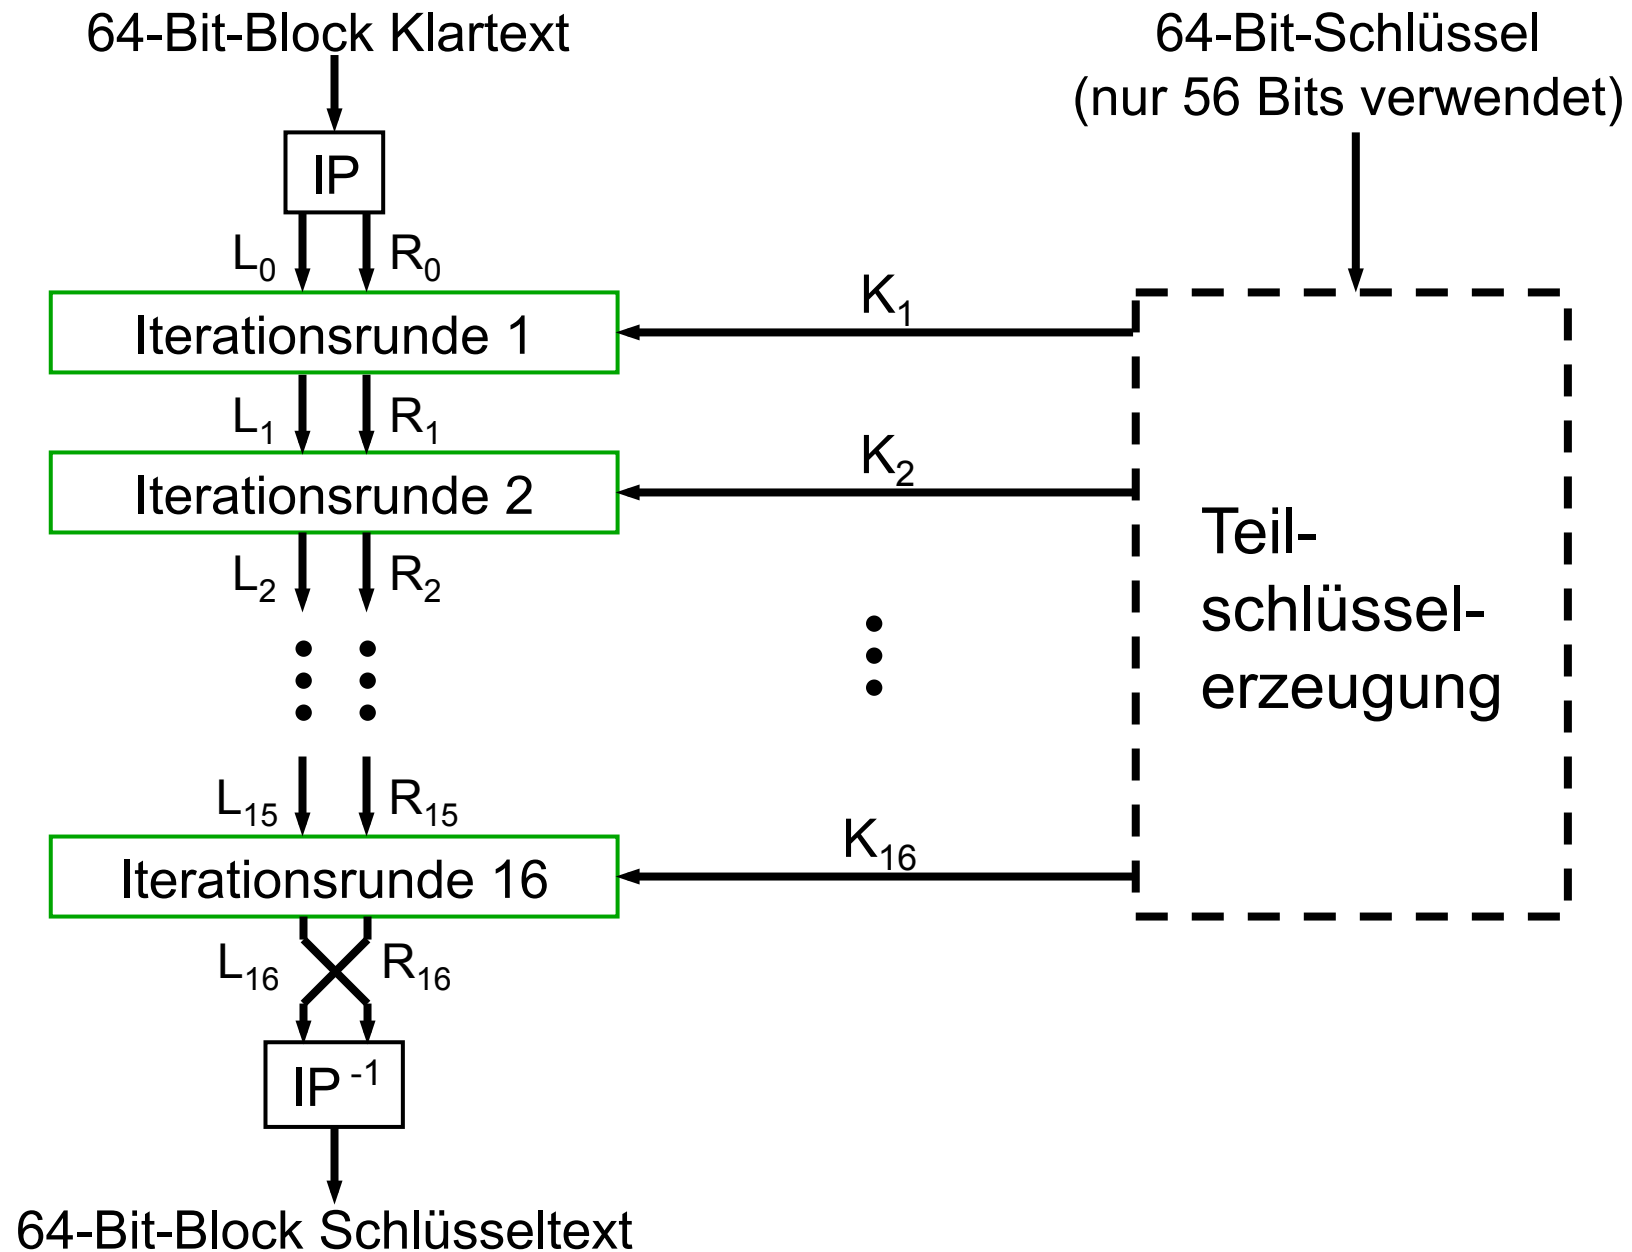 64-Bit-Block Klartext
64-Bit-Schlüssel
(nur 56 Bits verwendet)
IP
L₀ R₀
K₁
Iterationsrunde 1
L₁ R₁
K₂
Iterationsrunde 2
L₂ R₂
Teil-
schlüssel-
erzeugung
L₁₅ R₁₅
K₁₆
Iterationsrunde 16
L₁₆ R₁₆
IP⁻¹
64-Bit-Block Schlüsseltext